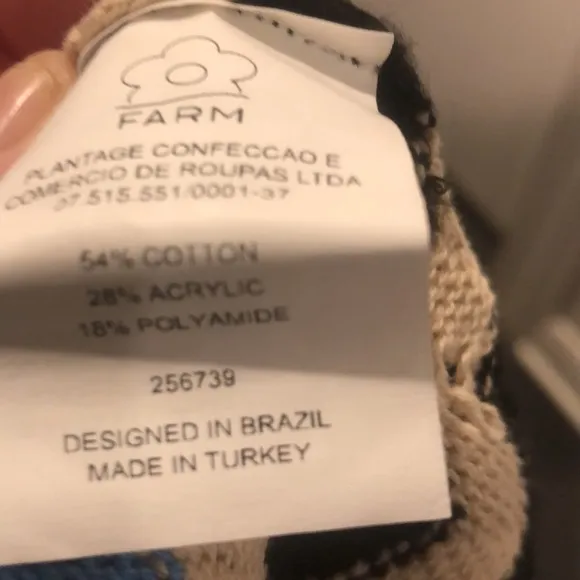 FARM
PLANTAGE CONFECCAO E
COMERCIO DE ROUPAS LTDA
07.515.551/0001-37
54% COTTON
28% ACRYLIC
18% POLYAMIDE
256739
DESIGNED IN BRAZIL
MADE IN TURKEY